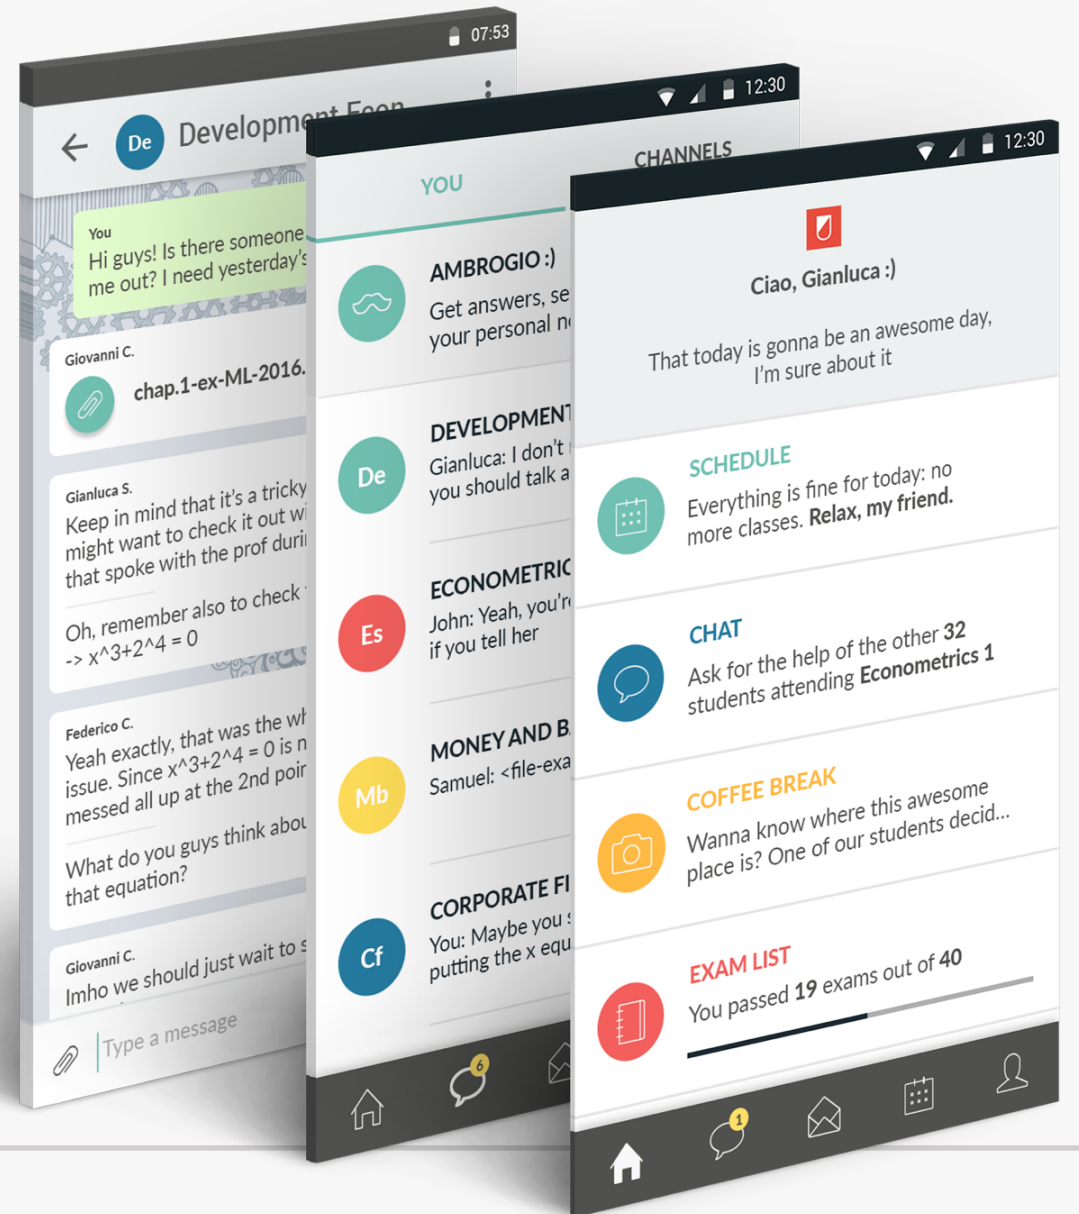 07:53
De
Development Econ
You
Hi guys! Is there someone
me out? I need yesterday's
Giovanni C.
chap.1-ex-ML-2016.
Gianluca S.
Keep in mind that it's a tricky
might want to check it out
that spoke with the prof
Oh, remember also to check
-> x^3+2^4 = 0
Federico C.
Yeah exactly, that was the
issue. Since x^3+2^4 = 0 is
messed all up at the 2nd
What do you guys think
that equation?
Giovanni C.
Imho we should just wait to
Type a message
12:30
YOU
CHANNELS
AMBROGIO :)
Get answers,
your personal
De
DEVELOPMENT
Gianluca: I don't
you should talk
Es
John: Yeah,
if you tell her
Mb
MONEY AND
Samuel:
Cf
CORPORATE
You: Maybe you
putting the x
6
12:30
Ciao, Gianluca :)
That today is gonna be an awesome day,
I'm sure about it
SCHEDULE
Everything is fine for today: no
more classes. Relax, my friend.
CHAT
Ask for the help of the other 32
students attending Econometrics 1
COFFEE BREAK
Wanna know where this awesome
place is? One of our students decid...
EXAM LIST
You passed 19 exams out of 40
1